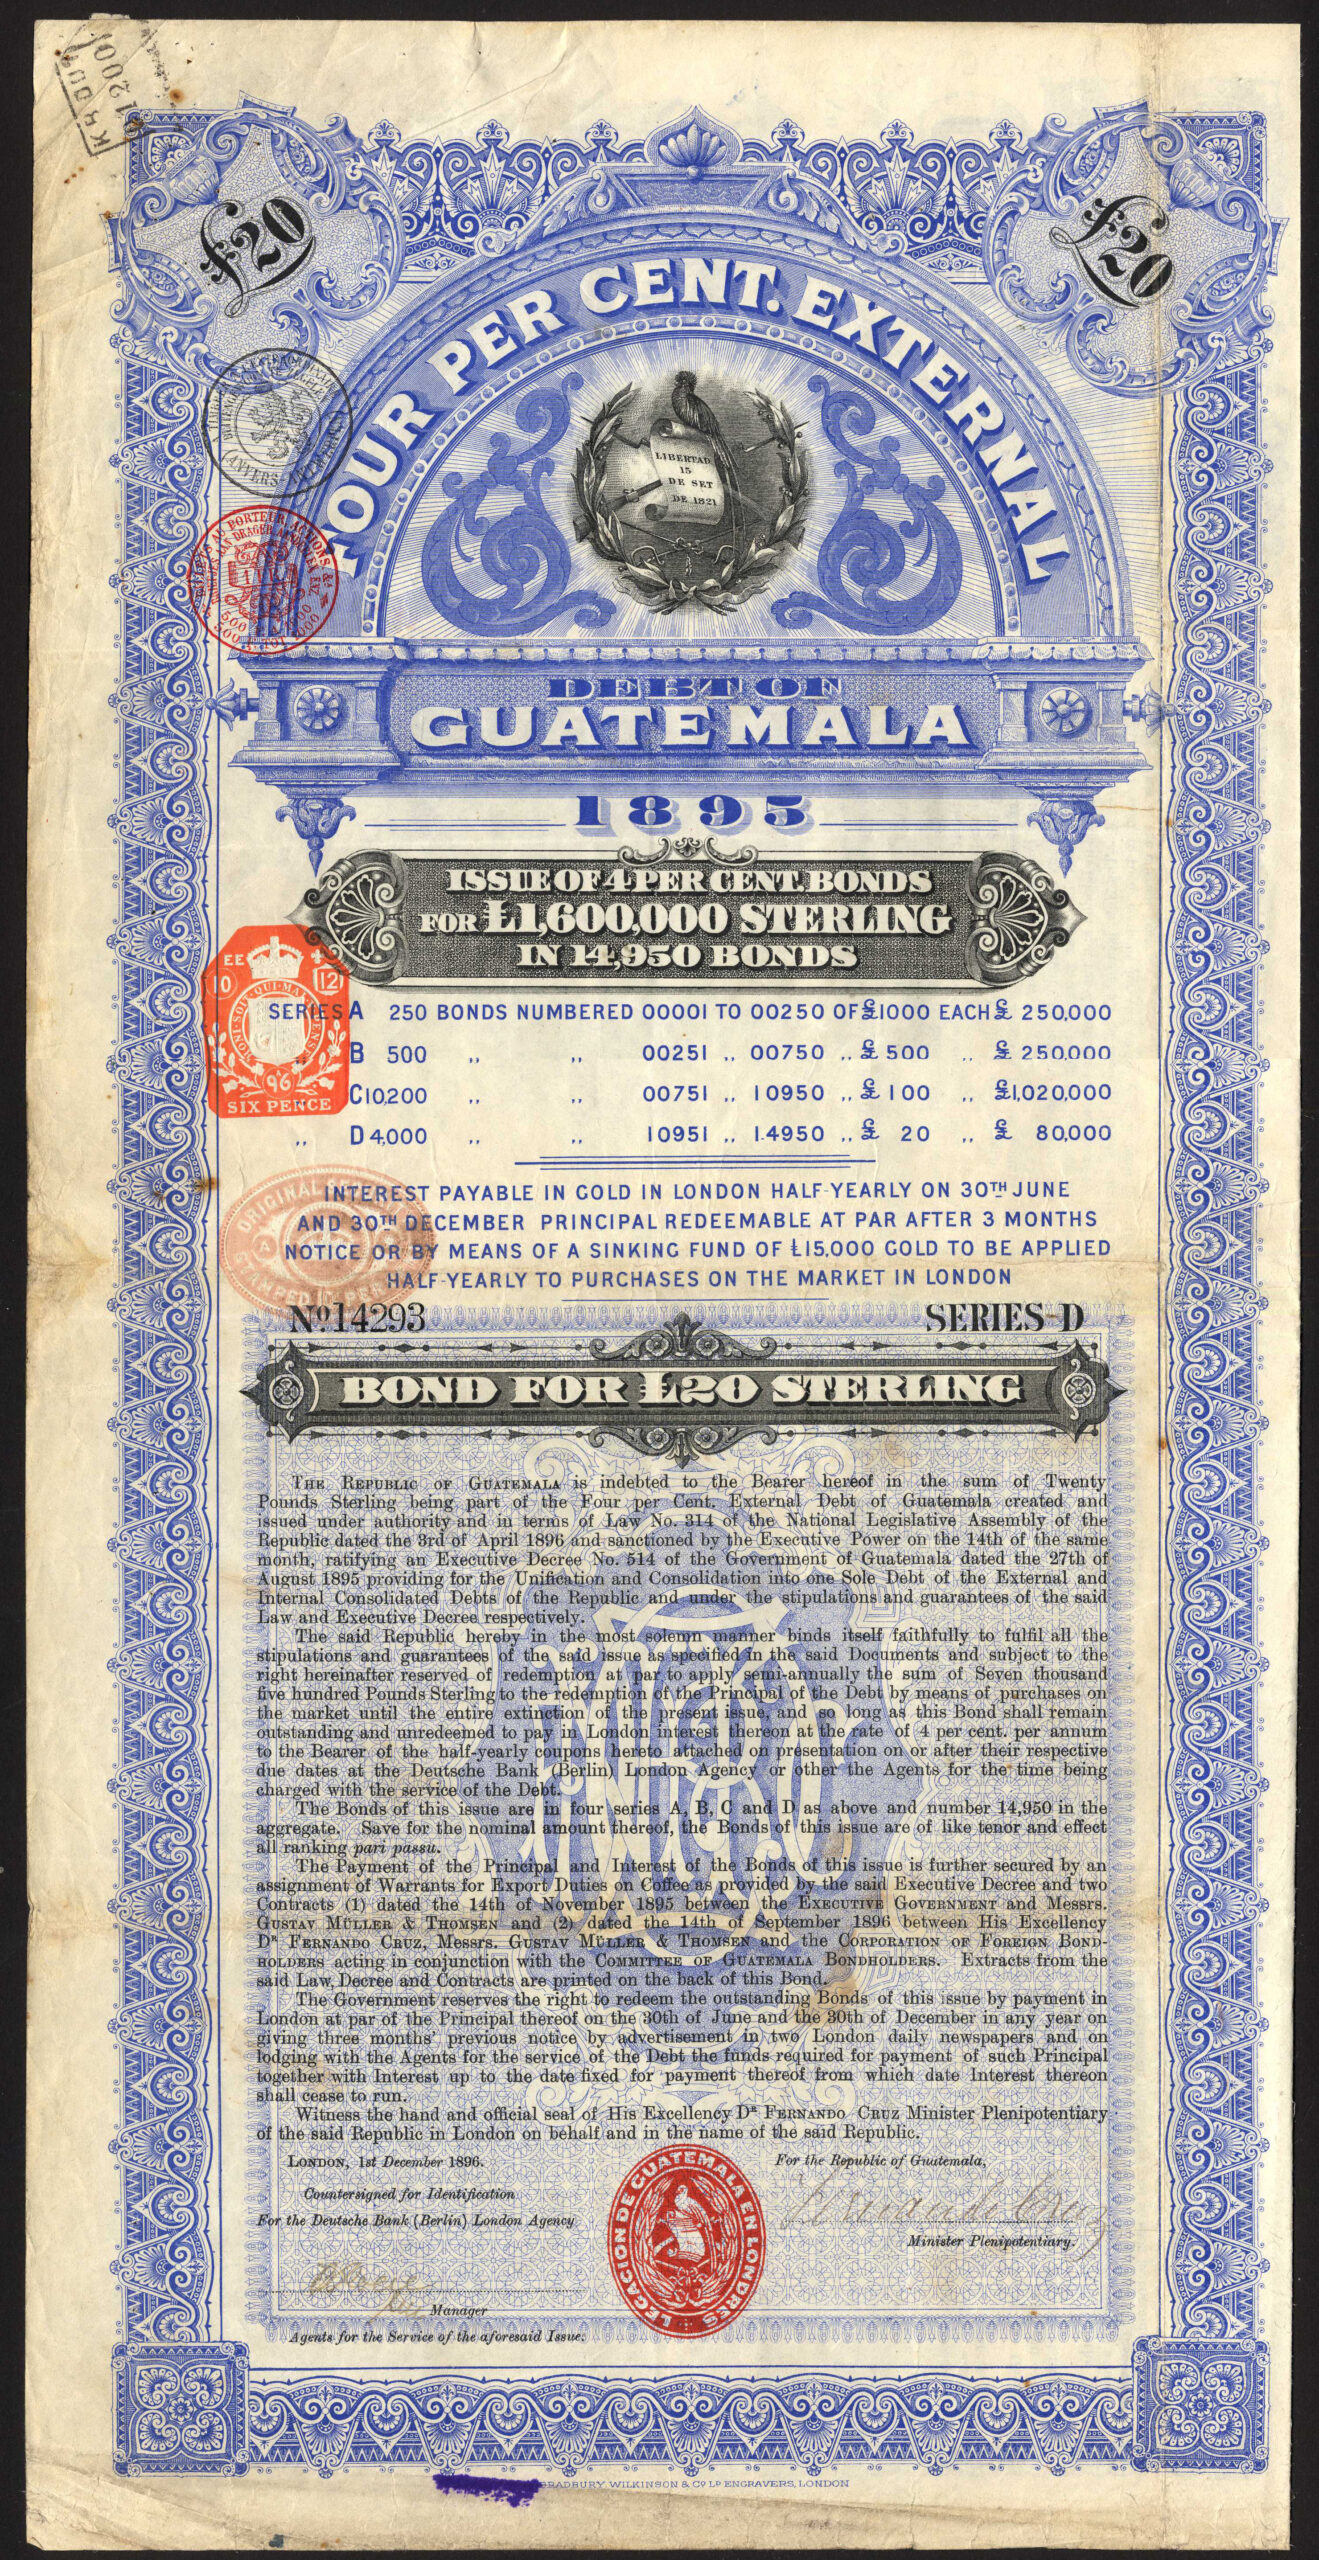 £20
£20
FOUR PER CENT. EXTERNAL
LIBERTAD
15
DE SET
DE 1821
DEBT OF
GUATEMALA
1895
ISSUE OF 4 PER CENT. BONDS
FOR £1,600,000 STERLING
IN 14,950 BONDS
EE
10 12
96
SIX PENCE
SERIES A 250 BONDS NUMBERED 00001 TO 00250 OF £1000 EACH £ 250,000
„ B 500 „ „ 00251 „ 00750 „ £ 500 „ £ 250,000
„ C 10,200 „ „ 00751 „ 10950 „ £ 100 „ £1,020,000
„ D 4,000 „ „ 10951 „ 14950 „ £ 20 „ £ 80,000
ORIGINAL
INTEREST PAYABLE IN GOLD IN LONDON HALF-YEARLY ON 30TH JUNE
AND 30TH DECEMBER PRINCIPAL REDEEMABLE AT PAR AFTER 3 MONTHS
NOTICE OR BY MEANS OF A SINKING FUND OF £15,000 GOLD TO BE APPLIED
HALF-YEARLY TO PURCHASES ON THE MARKET IN LONDON
No 14293 SERIES D
BOND FOR £20 STERLING
THE REPUBLIC OF GUATEMALA is indebted to the Bearer hereof in the sum of Twenty
Pounds Sterling being part of the Four per Cent. External Debt of Guatemala created and
issued under authority and in terms of Law No. 314 of the National Legislative Assembly of the
Republic dated the 3rd of April 1896 and sanctioned by the Executive Power on the 14th of the same
month, ratifying an Executive Decree No. 514 of the Government of Guatemala dated the 27th of
August 1895 providing for the Unification and Consolidation into one Sole Debt of the External and
Internal Consolidated Debts of the Republic and under the stipulations and guarantees of the said
Law and Executive Decree respectively.
The said Republic hereby in the most solemn manner binds itself faithfully to fulfil all the
stipulations and guarantees of the said issue as specified in the said Documents and subject to the
right hereinafter reserved of redemption at par to apply semi-annually the sum of Seven thousand
five hundred Pounds Sterling to the redemption of the Principal of the Debt by means of purchases on
the market until the entire extinction of the present issue, and so long as this Bond shall remain
outstanding and unredeemed to pay in London interest thereon at the rate of 4 per cent. per annum
to the Bearer of the half-yearly coupons hereto attached on presentation on or after their respective
due dates at the Deutsche Bank (Berlin) London Agency or other the Agents for the time being
charged with the service of the Debt.
The Bonds of this issue are in four series A, B, C and D as above and number 14,950 in the
aggregate. Save for the nominal amount thereof, the Bonds of this issue are of like tenor and effect
all ranking pari passu.
The Payment of the Principal and Interest of the Bonds of this issue is further secured by an
assignment of Warrants for Export Duties on Coffee as provided by the said Executive Decree and two
Contracts (1) dated the 14th of November 1895 between the EXECUTIVE GOVERNMENT and Messrs.
GUSTAV MÜLLER & THOMSEN and (2) dated the 14th of September 1896 between His Excellency
DR FERNANDO CRUZ, Messrs. GUSTAV MÜLLER & THOMSEN and the CORPORATION OF FOREIGN BOND-
HOLDERS acting in conjunction with the COMMITTEE OF GUATEMALA BONDHOLDERS. Extracts from the
said Law, Decree and Contracts are printed on the back of this Bond.
The Government reserves the right to redeem the outstanding Bonds of this issue by payment in
London at par of the Principal thereof on the 30th of June and the 30th of December in any year on
giving three months' previous notice by advertisement in two London daily newspapers and on
lodging with the Agents for the service of the Debt the funds required for payment of such Principal
together with Interest up to the date fixed for payment thereof from which date Interest thereon
shall cease to run.
Witness the hand and official seal of His Excellency DR FERNANDO CRUZ Minister Plenipotentiary
of the said Republic in London on behalf and in the name of the said Republic.
LONDON, 1st December 1896. For the Republic of Guatemala,
Countersigned for Identification
For the Deutsche Bank (Berlin) London Agency
Fernando Cruz
Minister Plenipotentiary.
LEGACION DE GUATEMALA EN LONDRES
Manager
Agents for the Service of the aforesaid Issue.
BRADBURY, WILKINSON & CO LD ENGRAVERS, LONDON